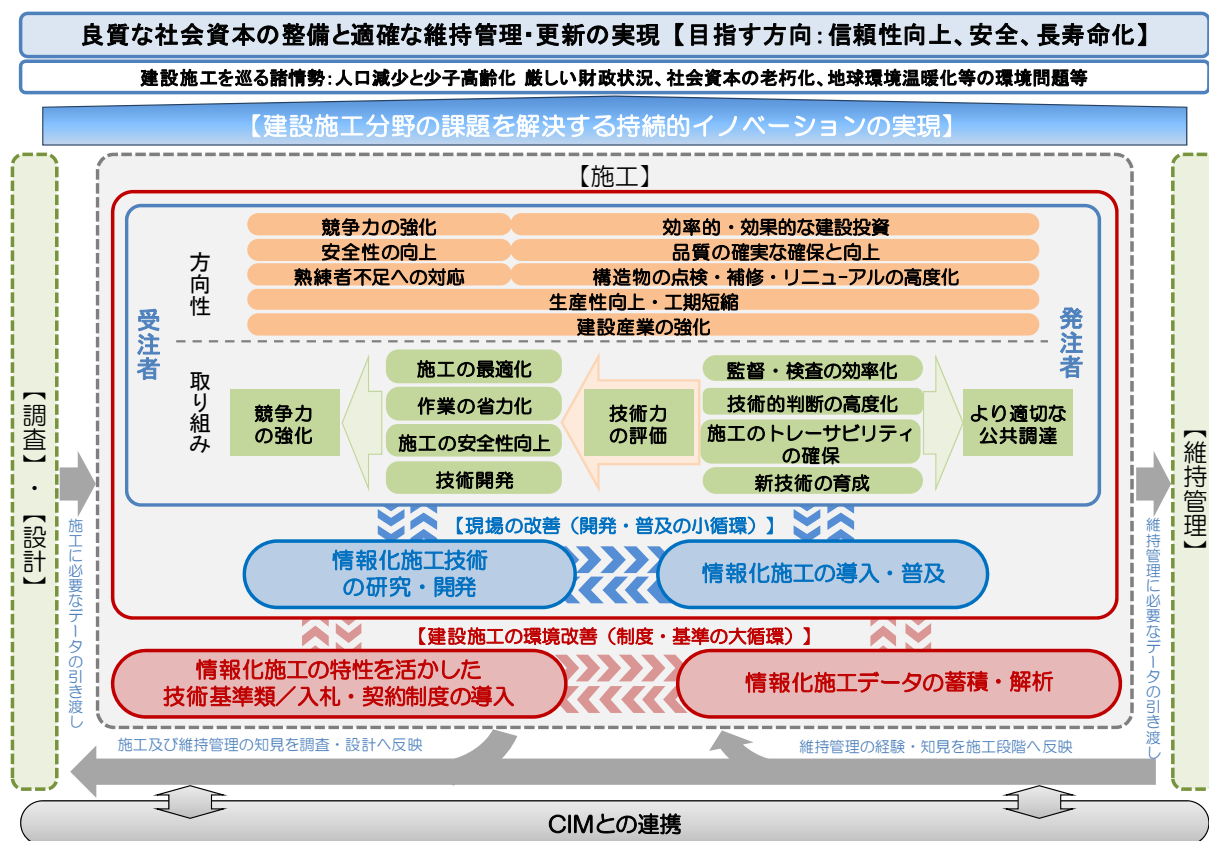 良質な社会資本の整備と適確な維持管理・更新の実現【目指す方向:信頼性向上、安全、長寿命化】
建設施工を巡る諸情勢:人口減少と少子高齢化 厳しい財政状況、社会資本の老朽化、地球環境温暖化等の環境問題等
【建設施工分野の課題を解決する持続的イノベーションの実現】
【調査】・【設計】
施工に必要なデータの引き渡し
【施工】
受注者
方向性
競争力の強化
効率的・効果的な建設投資
安全性の向上
品質の確実な確保と向上
熟練者不足への対応
構造物の点検・補修・リニューアルの高度化
生産性向上・工期短縮
建設産業の強化
発注者
取り組み
競争力
の強化
施工の最適化
作業の省力化
施工の安全性向上
技術開発
技術力
の評価
監督・検査の効率化
技術的判断の高度化
施工のトレーサビリティ
の確保
新技術の育成
より適切な
公共調達
【現場の改善(開発・普及の小循環)】
情報化施工技術
の研究・開発
情報化施工の導入・普及
【建設施工の環境改善(制度・基準の大循環)】
情報化施工の特性を活かした
技術基準類/入札・契約制度の導入
情報化施工データの蓄積・解析
維持管理に必要なデータの引き渡し
【維持管理】
施工及び維持管理の知見を調査・設計へ反映
維持管理の経験・知見を施工段階へ反映
CIMとの連携